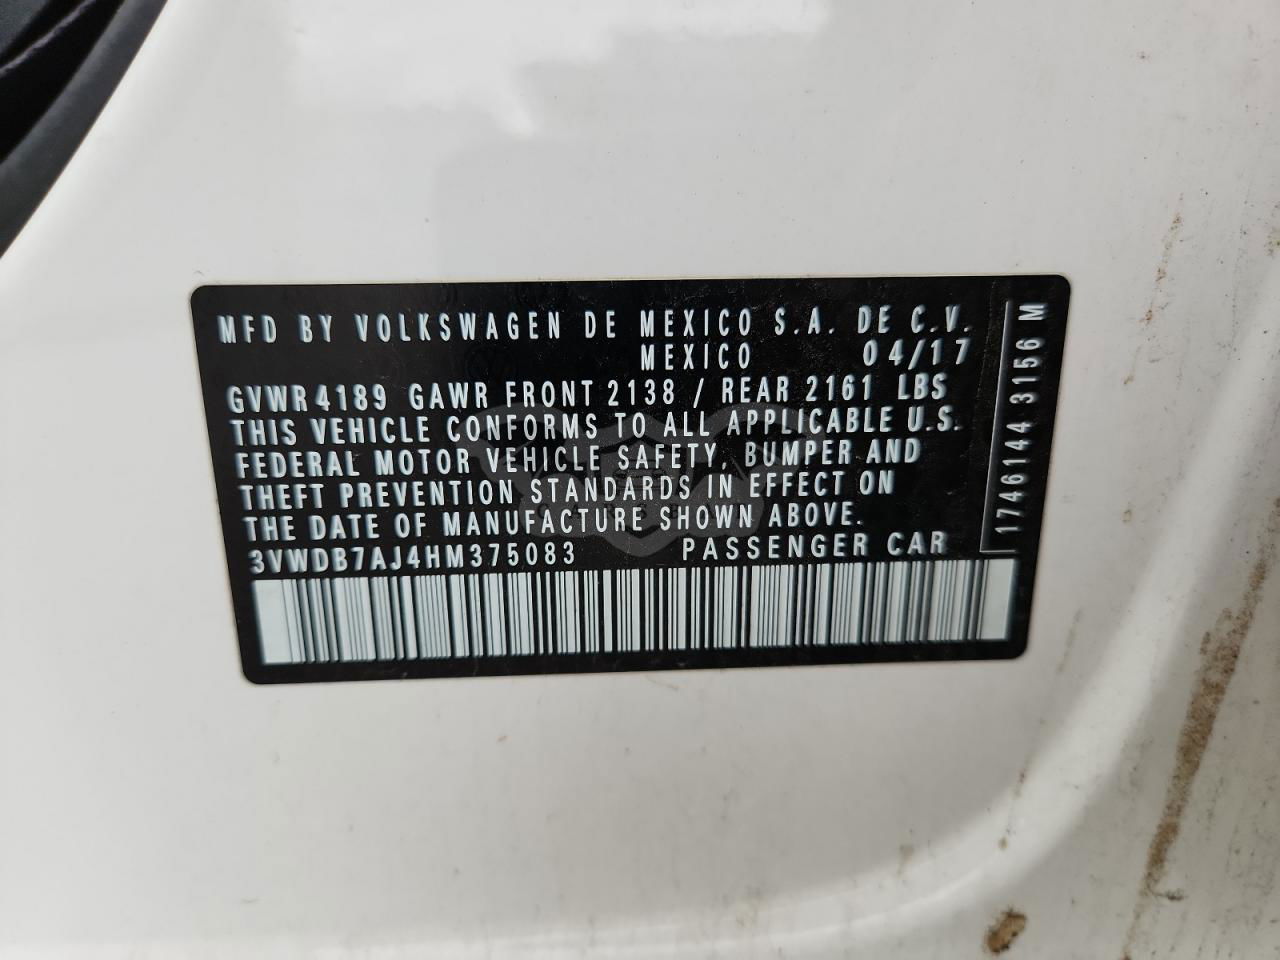 MFD BY VOLKSWAGEN DE MEXICO S.A. DE C.V.
MEXICO 04/17
GVWR 4189 GAWR FRONT 2138 / REAR 2161 LBS
THIS VEHICLE CONFORMS TO ALL APPLICABLE U.S.
FEDERAL MOTOR VEHICLE SAFETY, BUMPER AND
THEFT PREVENTION STANDARDS IN EFFECT ON
THE DATE OF MANUFACTURE SHOWN ABOVE.
3VWDB7AJ4HM375083 PASSENGER CAR
1746144 3156 M